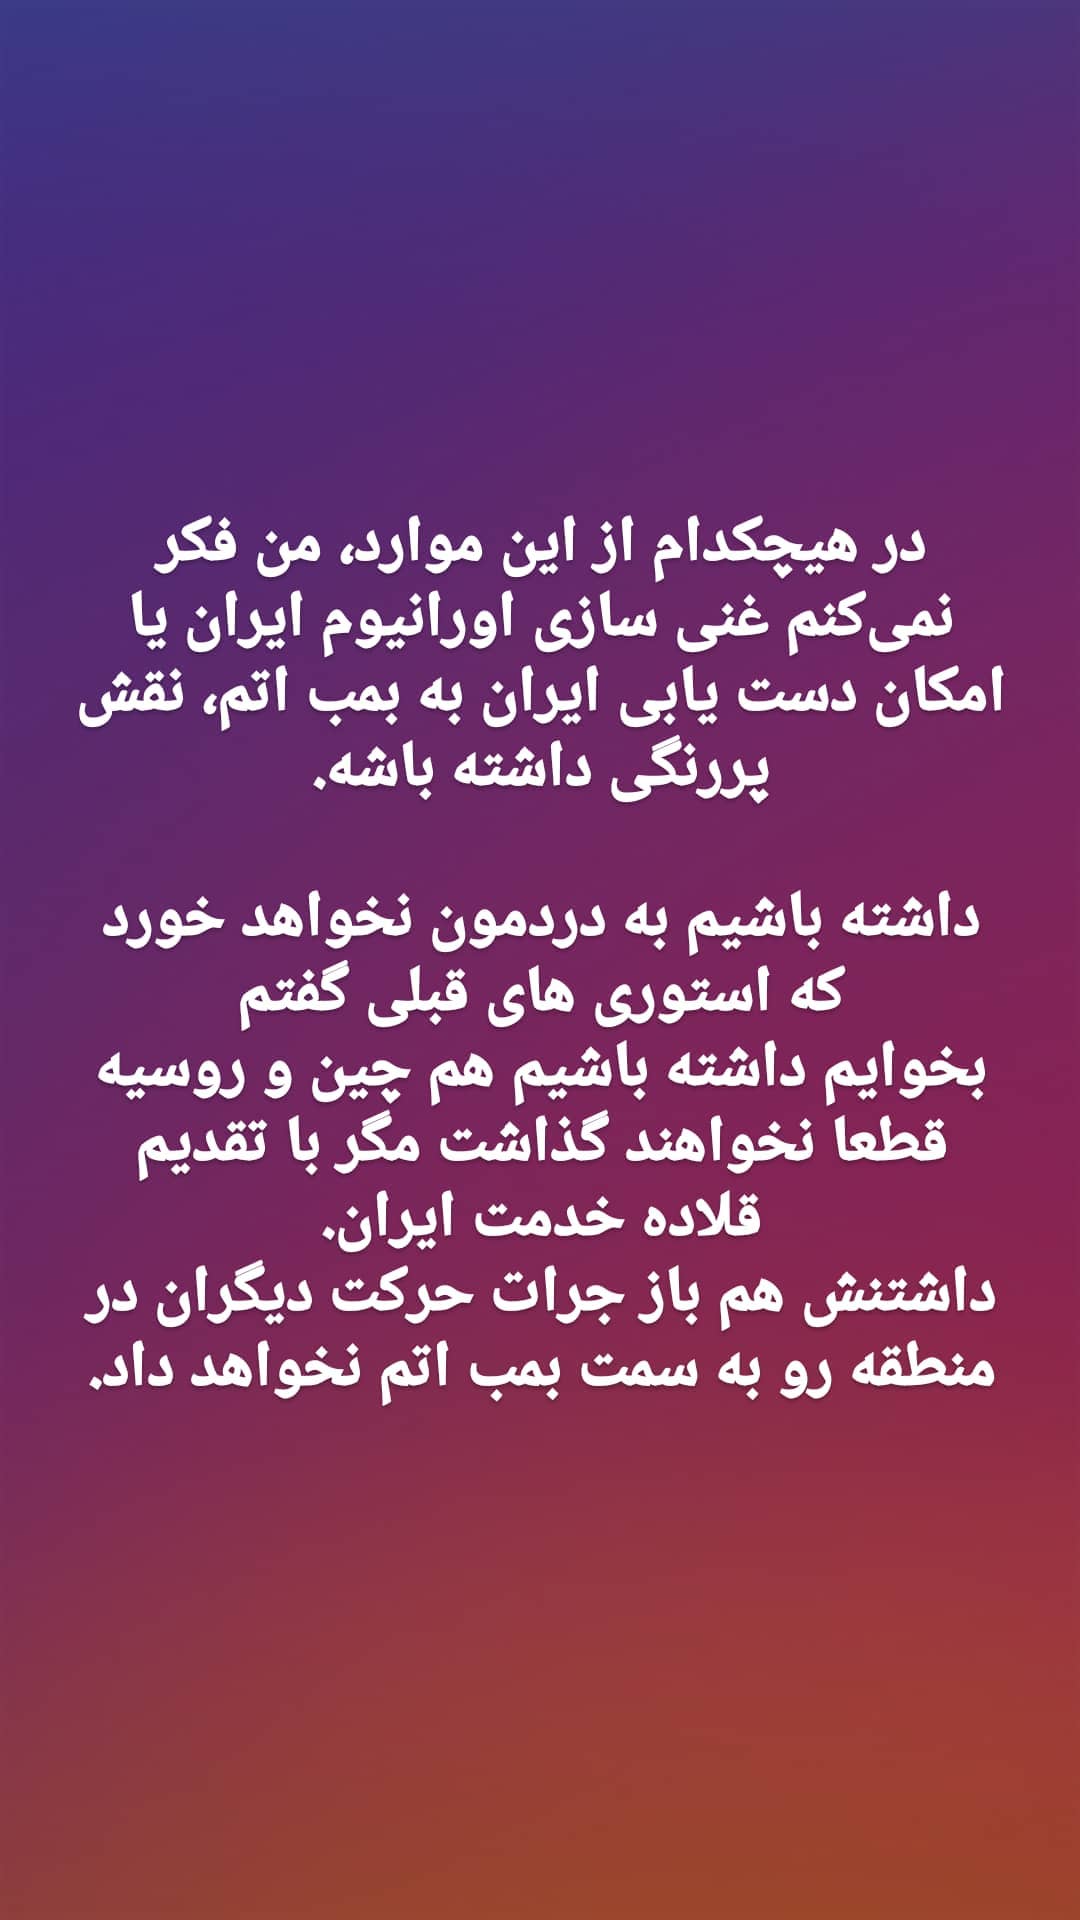 در هیچکدام از این موارد، من فکر
نمی‌کنم غنی سازی اورانیوم ایران یا
امکان دست یابی ایران به بمب اتم، نقش
پررنگی داشته باشه.
داشته باشیم به دردمون نخواهد خورد
که استوری های قبلی گفتم
بخوایم داشته باشیم هم چین و روسیه
قطعا نخواهند گذاشت مگر با تقدیم
قلاده خدمت ایران.
داشتنش هم باز جرات حرکت دیگران در
منطقه رو به سمت بمب اتم نخواهد داد.